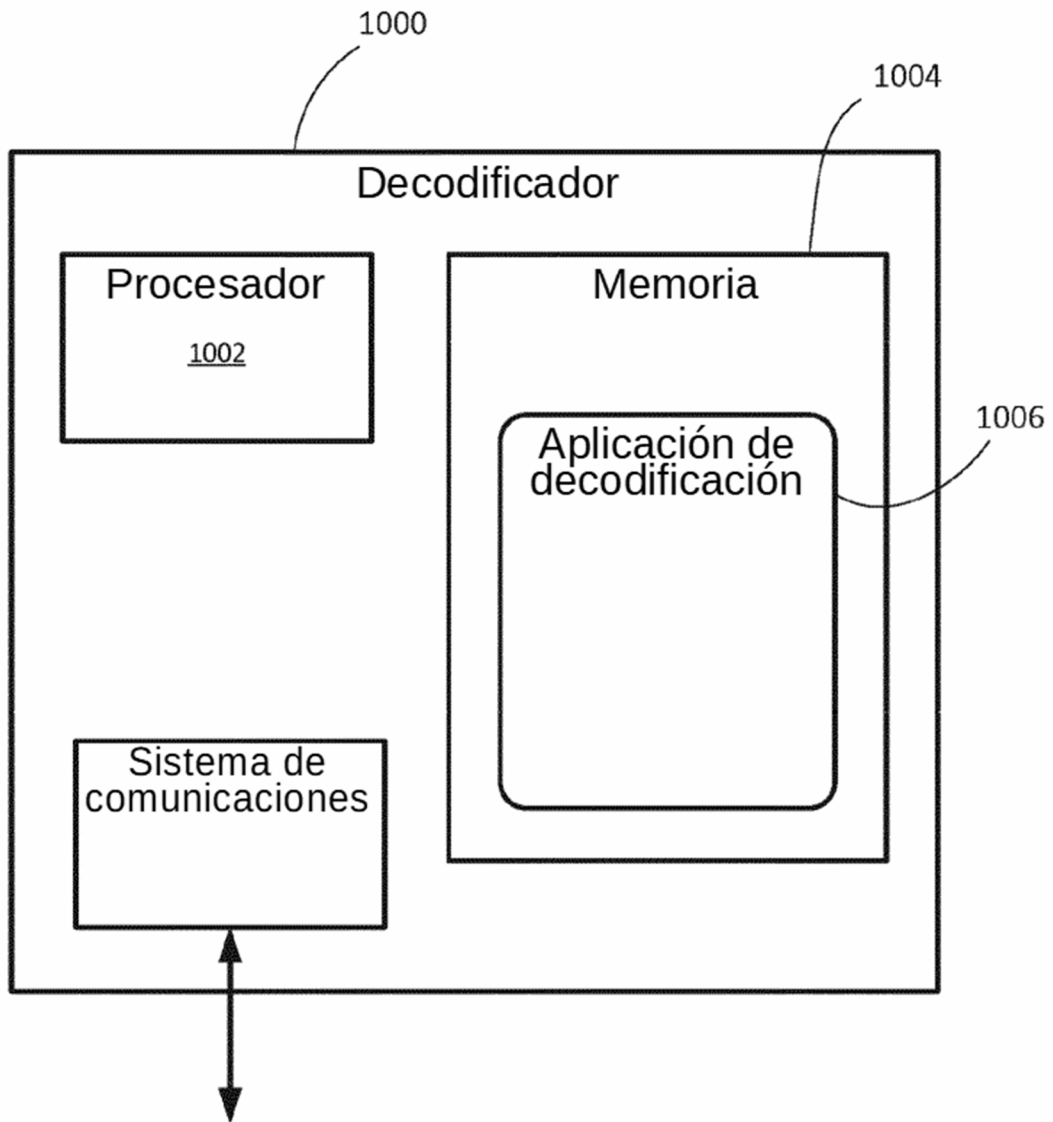 1000
1004
Decodificador
Procesador
1002
Memoria
1006
Aplicación de
decodificación
Sistema de
comunicaciones